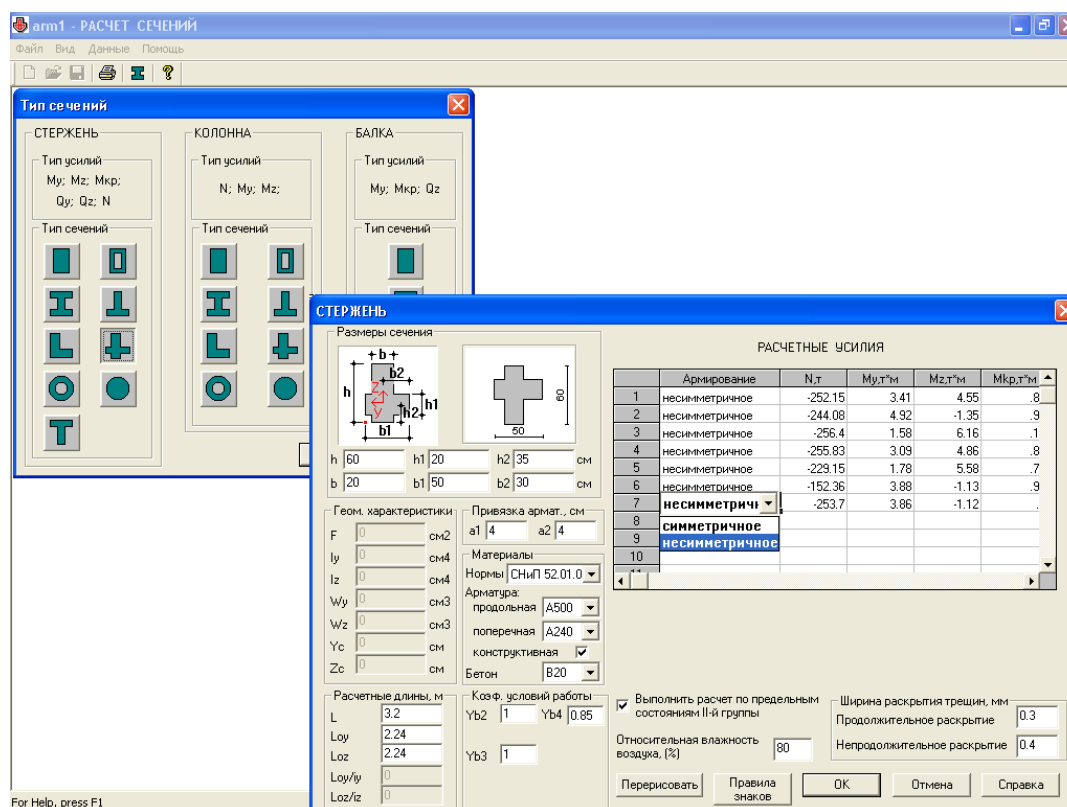 arm1 - РАСЧЕТ СЕЧЕНИЙ
Файл Вид Данные Помощь
Тип сечений
СТЕРЖЕНЬ
Тип усилий
My; Mz; Мкр;
Qy; Qz; N
Тип сечений
КОЛОННА
Тип усилий
N; My; Mz;
Тип сечений
БАЛКА
Тип усилий
My; Мкр; Qz
Тип сечений
СТЕРЖЕНЬ
Размеры сечения
b
b2
h
Z
Y
h2
h1
b1
60
50
h 60 h1 20 h2 35 см
b 20 b1 50 b2 30 см
Геом. характеристики
F 0 см2
Iy 0 см4
Iz 0 см4
Wy 0 см3
Wz 0 см3
Yc 0 см
Zc 0 см
Привязка армат., см
a1 4 a2 4
Материалы
Нормы СНиП 52.01.0
Арматура:
продольная A500
поперечная A240
конструктивная
Бетон B20
Расчетные длины, м
L 3.2
Loy 2.24
Loz 2.24
Loy/iy 0
Loz/iz 0
Коэф. условий работы
Yb2 1 Yb4 0.85
Yb3 1
РАСЧЕТНЫЕ УСИЛИЯ
Армирование N,т My,т*м Mz,т*м Мкр,т*м
1 несимметричное -252.15 3.41 4.55 .8
2 несимметричное -244.08 4.92 -1.35 .9
3 несимметричное -256.4 1.58 6.16 .1
4 несимметричное -255.83 3.09 4.86 .8
5 несимметричное -229.15 1.78 5.58 .7
6 несимметричное -152.36 3.88 -1.13 .9
7 несимметричн -253.7 3.86 -1.12 .
8 симметричное
9 несимметричное
10
11
Выполнить расчет по предельным
состояниям II-й группы
Относительная влажность
воздуха, (%) 80
Ширина раскрытия трещин, мм
Продолжительное раскрытие 0.3
Непродолжительное раскрытие 0.4
Перерисовать
Правила
знаков
OK
Отмена
Справка
For Help, press F1